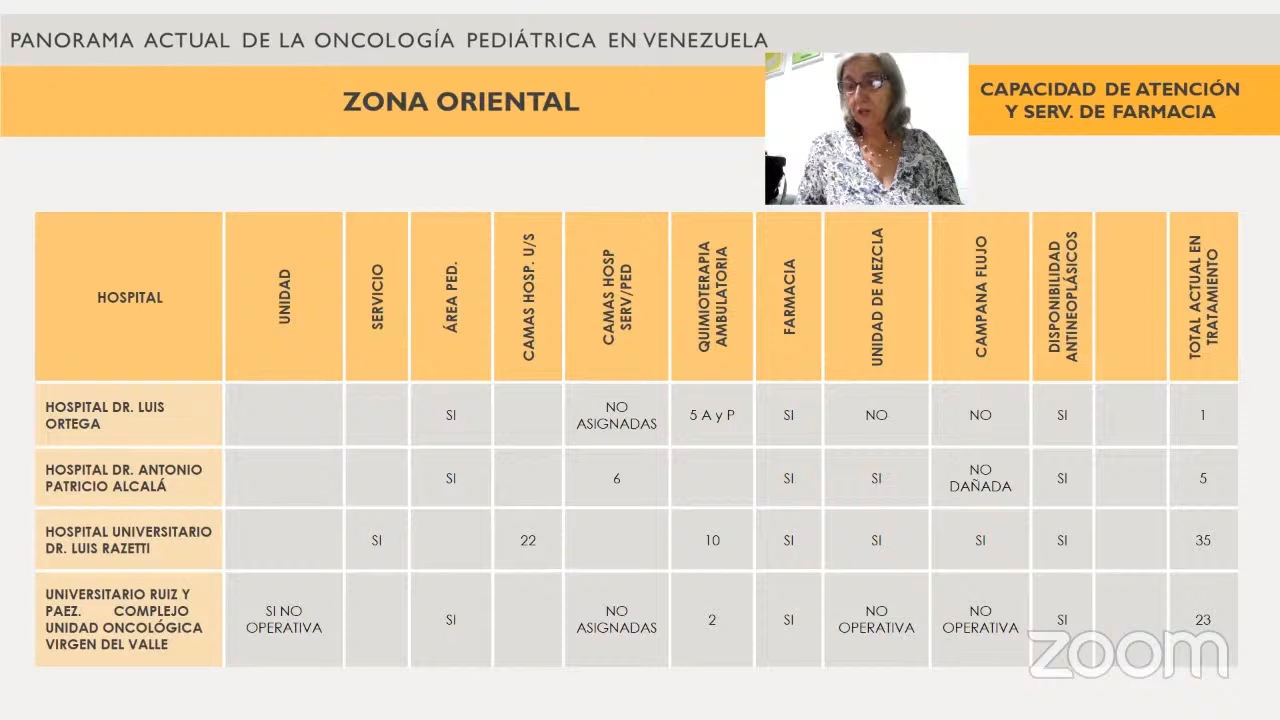 PANORAMA ACTUAL DE LA ONCOLOGÍA PEDIÁTRICA EN VENEZUELA
ZONA ORIENTAL
CAPACIDAD DE ATENCIÓN
Y SERV. DE FARMACIA
HOSPITAL
UNIDAD
SERVICIO
ÁREA PED.
CAMAS HOSP. U/S
CAMAS HOSP
SERV/PED
QUIMIOTERAPIA
AMBULATORIA
FARMACIA
UNIDAD DE MEZCLA
CAMPANA FLUJO
DISPONIBILIDAD
ANTINEOPLÁSICOS
TOTAL ACTUAL EN
TRATAMIENTO
HOSPITAL DR. LUIS
ORTEGA
SI
NO
ASIGNADAS
5 A y P
SI
NO
NO
SI
1
HOSPITAL DR. ANTONIO
PATRICIO ALCALÁ
SI
6
SI
SI
NO
DAÑADA
SI
5
HOSPITAL UNIVERSITARIO
DR. LUIS RAZETTI
SI
22
10
SI
SI
SI
SI
35
UNIVERSITARIO RUIZ Y
PAEZ. COMPLEJO
UNIDAD ONCOLÓGICA
VIRGEN DEL VALLE
SI NO
OPERATIVA
SI
NO
ASIGNADAS
2
SI
NO
OPERATIVA
NO
OPERATIVA
SI
23
zoom